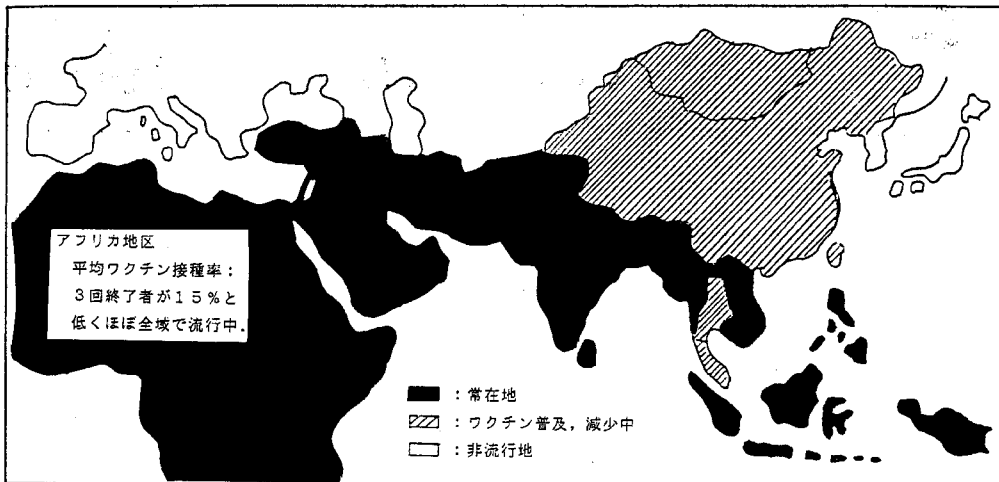 アフリカ地区
平均ワクチン接種率：
3回終了者が15％と
低くほぼ全域で流行中.
：常在地
：ワクチン普及，減少中
：非流行地